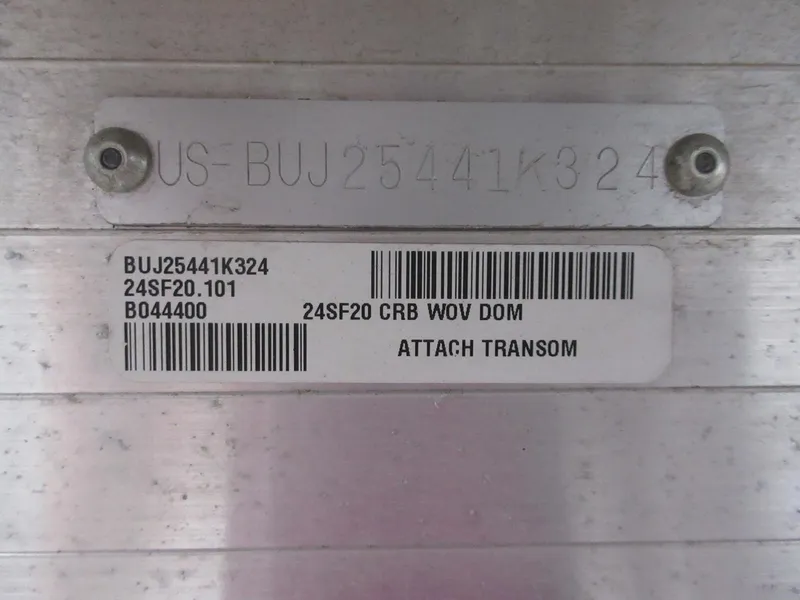 US-BUJ25441K324
BUJ25441K324
24SF20.101
B044400
24SF20 CRB WOV DOM
ATTACH TRANSOM